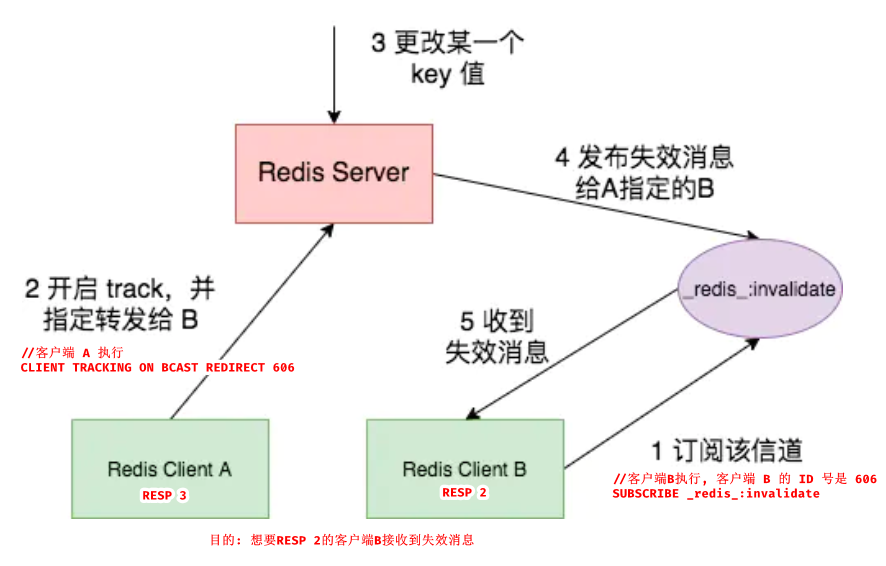 3 更改某一个
key 值
Redis Server
4 发布失效消息
给A指定的B
2 开启 track，并
指定转发给 B
//客户端 A 执行
CLIENT TRACKING ON BCAST REDIRECT 606
_redis_:invalidate
5 收到
失效消息
Redis Client A
RESP 3
Redis Client B
RESP 2
1 订阅该信道
//客户端B执行, 客户端 B 的 ID 号是 606
SUBSCRIBE _redis_:invalidate
目的: 想要RESP 2的客户端B接收到失效消息